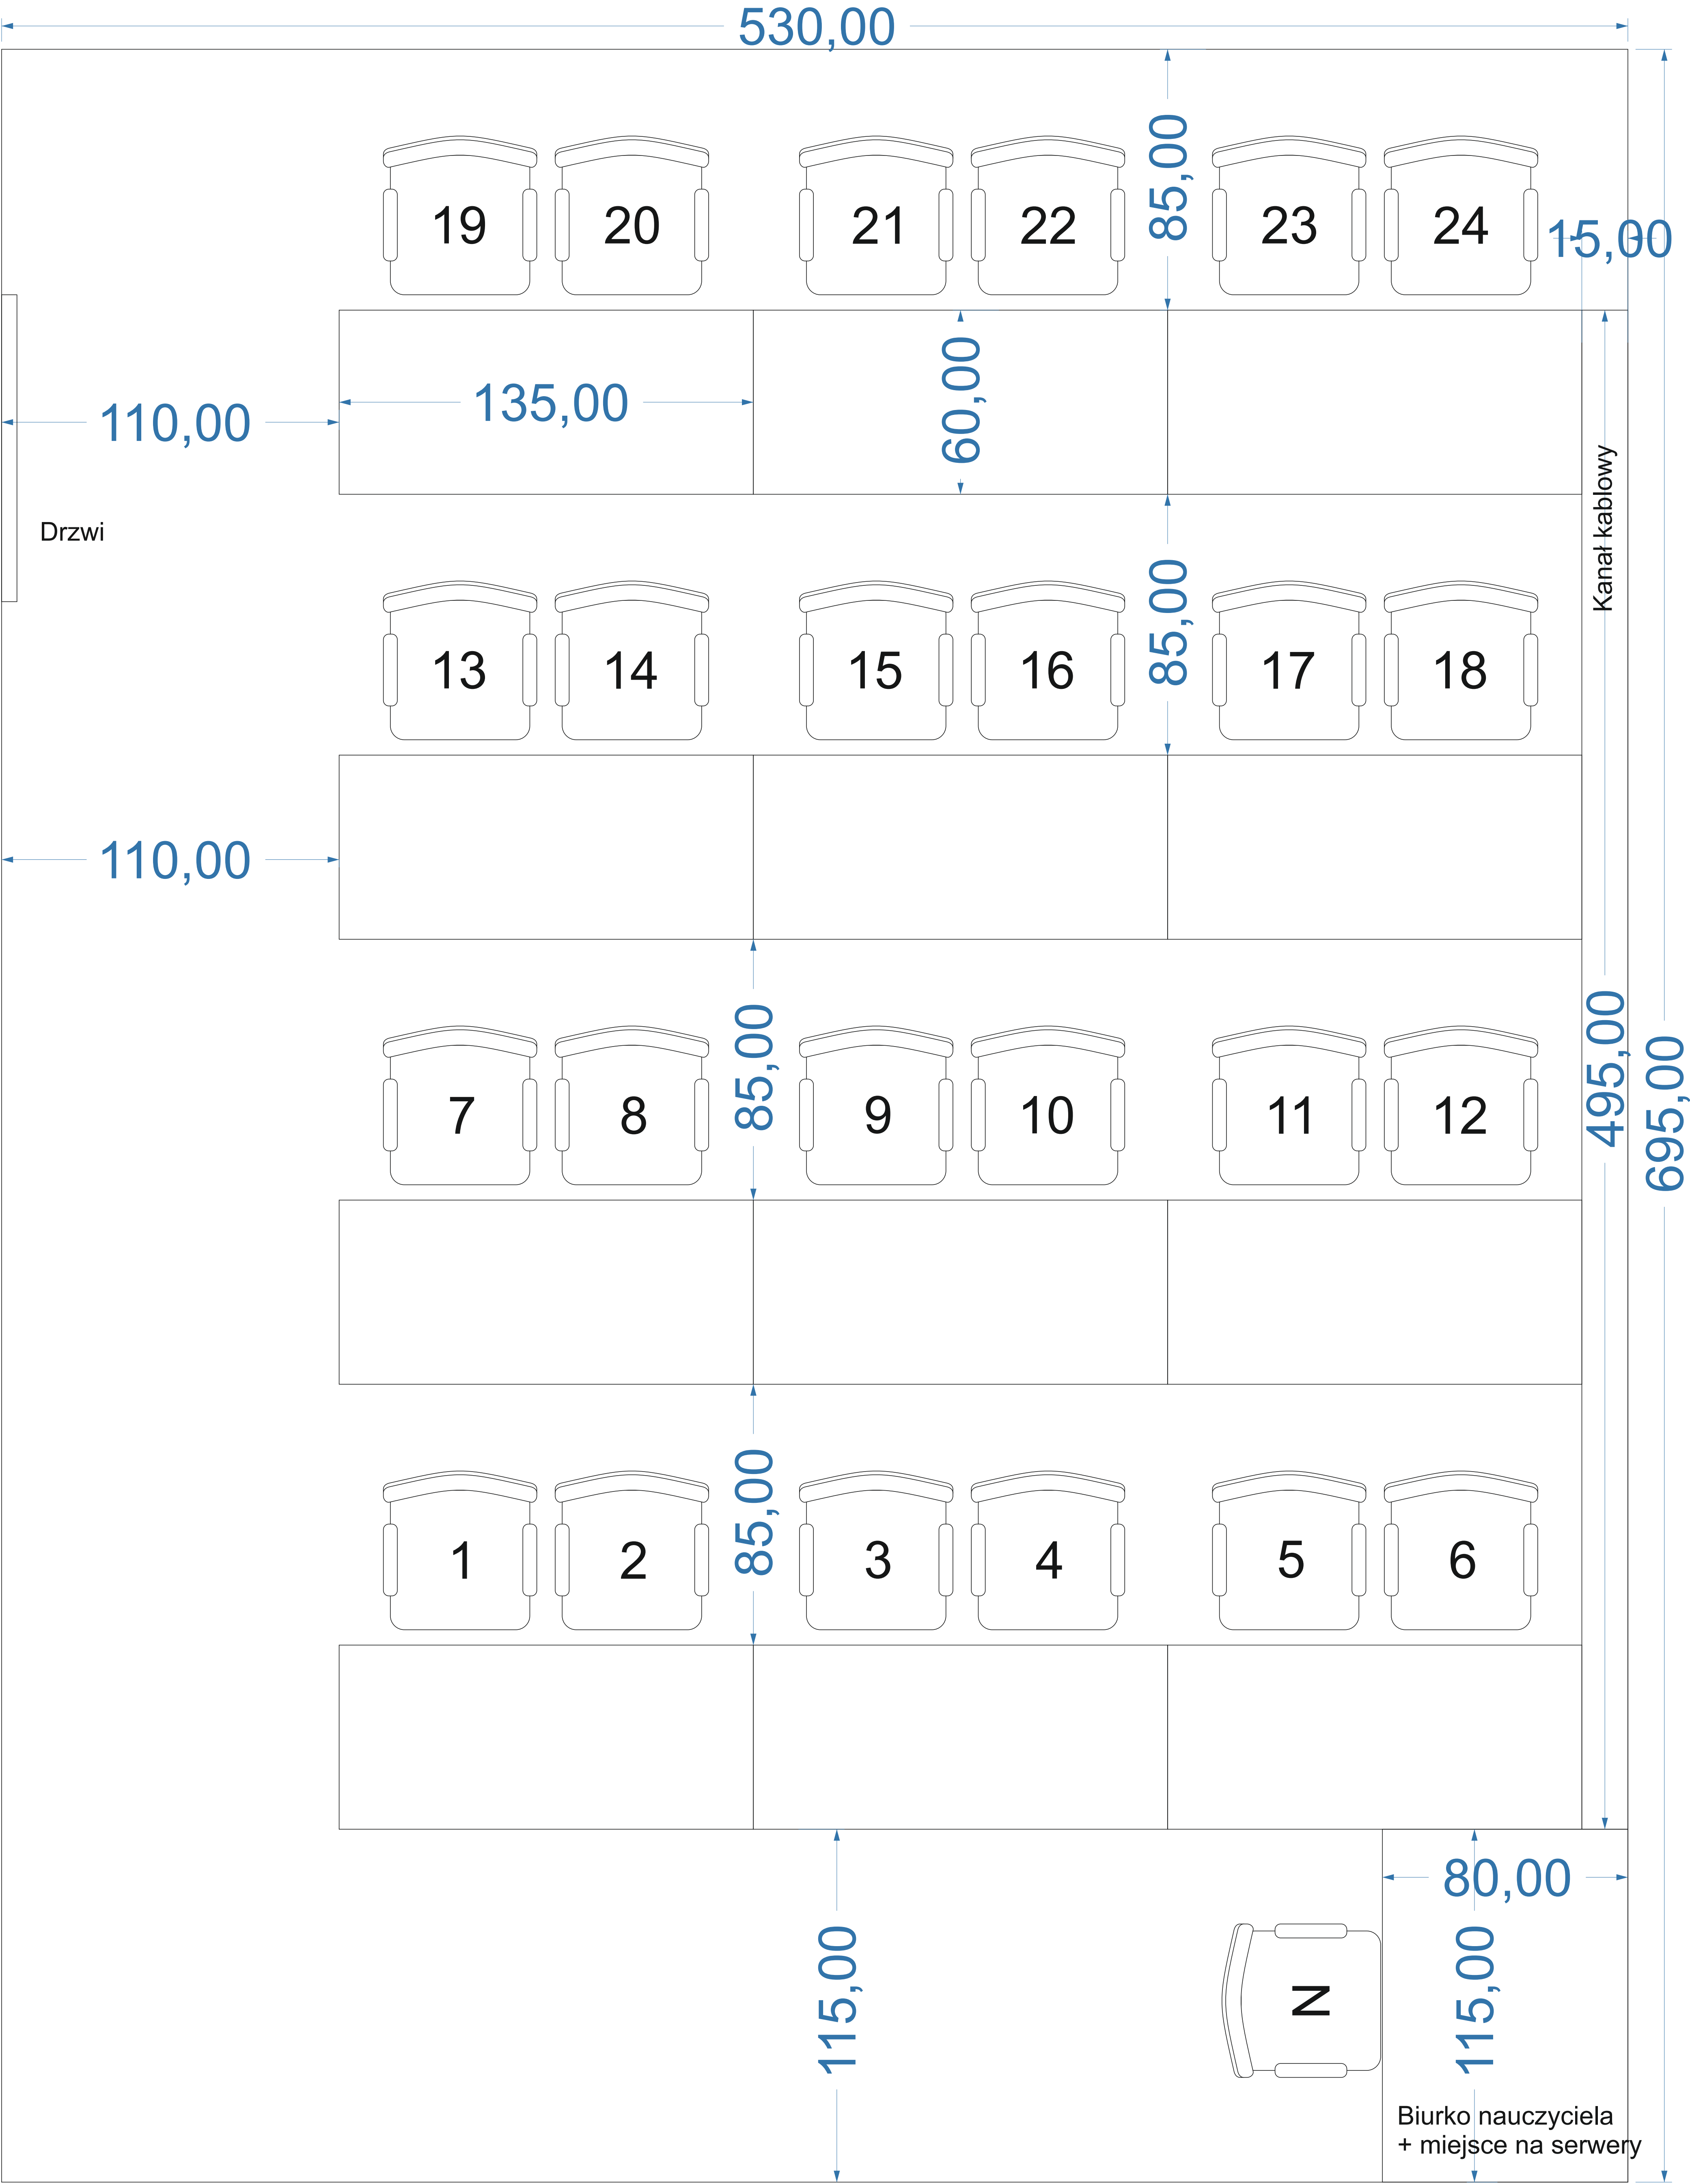 530,00
85,00
19 20 21 22 23 24
15,00
135,00
110,00
60,00
Kanał kablowy
Drzwi
85,00
13 14 15 16 17 18
110,00
85,00
7 8 9 10 11 12
495,00
695,00
85,00
1 2 3 4 5 6
80,00
115,00
N
115,00
Biurko nauczyciela
+ miejsce na serwery